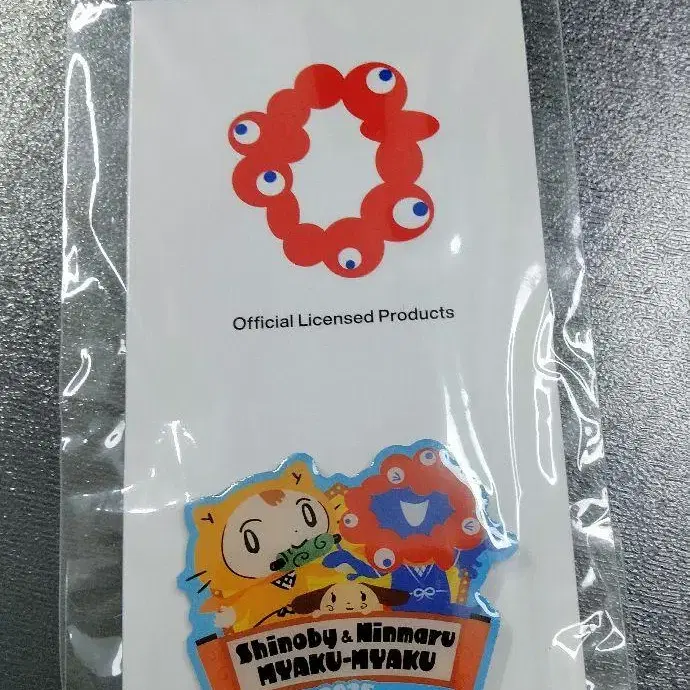 Official Licensed Products
Shinoby & Ninmaru
MYAKU-MYAKU